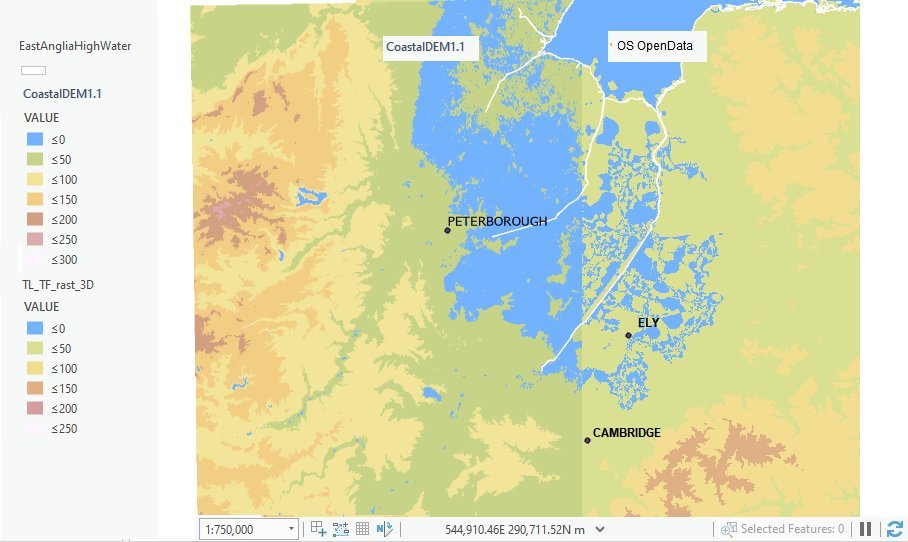 EastAngliaHighWater
CoastalDEM1.1
VALUE
≤0
≤50
≤100
≤150
≤200
≤250
≤300
TL_TF_rast_3D
VALUE
≤0
≤50
≤100
≤150
≤200
≤250
CoastalDEM1.1
OS OpenData
PETERBOROUGH
ELY
CAMBRIDGE
1:750,000
544,910.46E 290,711.52N m
Selected Features: 0